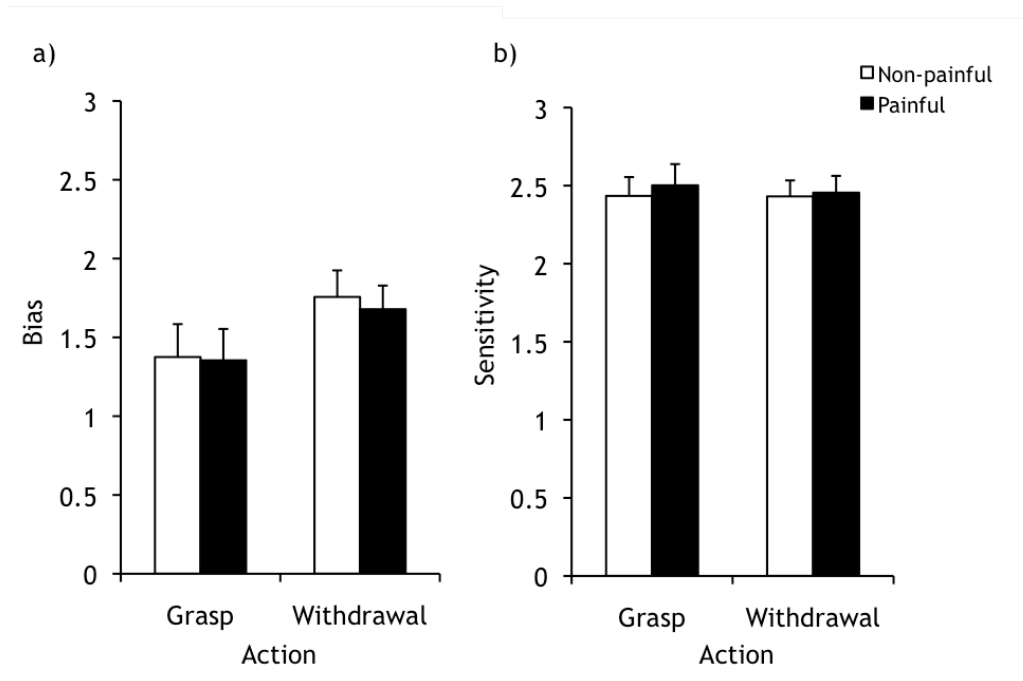 a)
3
2.5
2
1.5
1
0.5
0
Bias
Grasp
Withdrawal
Action
b)
Non-painful
Painful
3
2.5
2
1.5
1
0.5
0
Sensitivity
Grasp
Withdrawal
Action